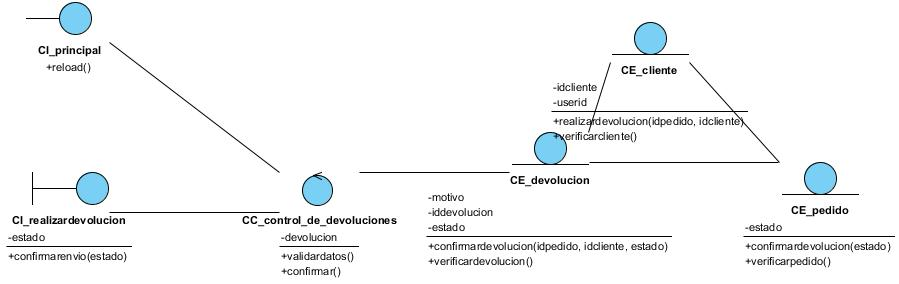 CI_principal
+reload()
CE_cliente
-idcliente
-userid
+realizardevolucion(idpedido, idcliente)
+verificarcliente()
CI_realizardevolucion
-estado
+confirmarenvio(estado)
CC_control_de_devoluciones
-devolucion
+validardatos()
+confirmar()
CE_devolucion
-motivo
-iddevolucion
-estado
+confirmardevolucion(idpedido, idcliente, estado)
+verificardevolucion()
CE_pedido
-estado
+confirmardevolucion(estado)
+verificarpedido()